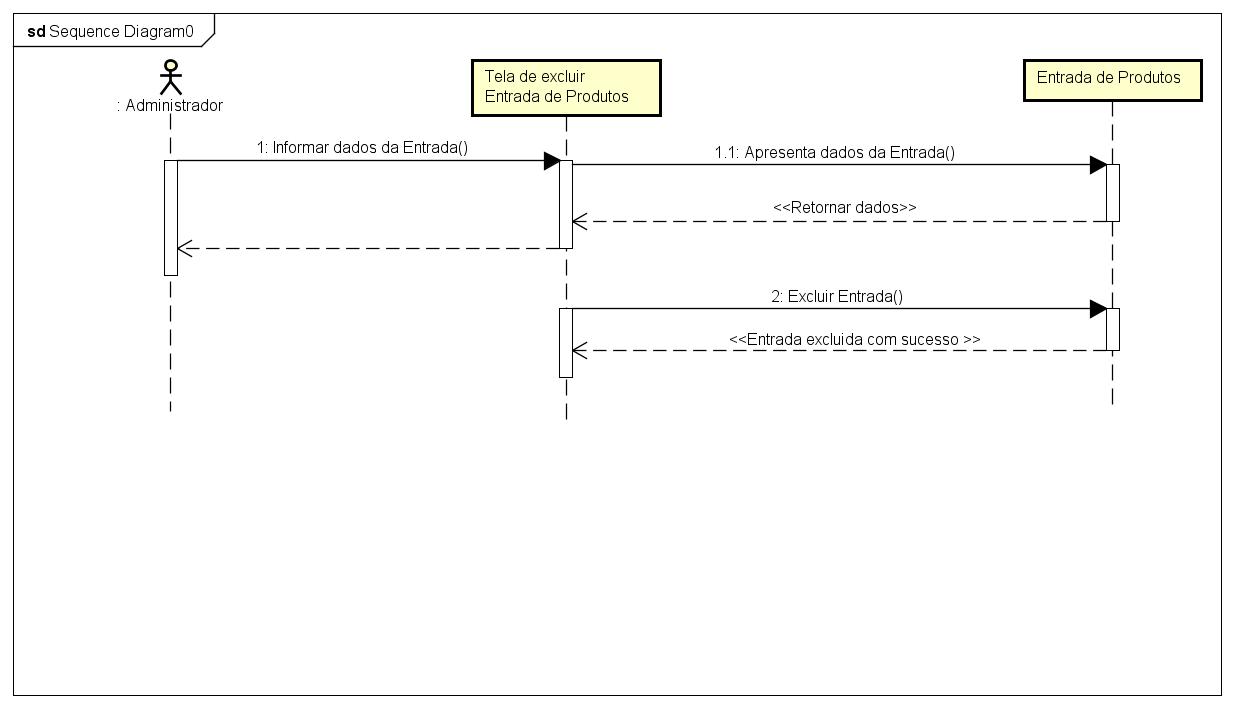 sd Sequence Diagram0
: Administrador
Tela de excluir
Entrada de Produtos
Entrada de Produtos
1: Informar dados da Entrada()
1.1: Apresenta dados da Entrada()
<<Retornar dados>>
2: Excluir Entrada()
<<Entrada excluida com sucesso >>